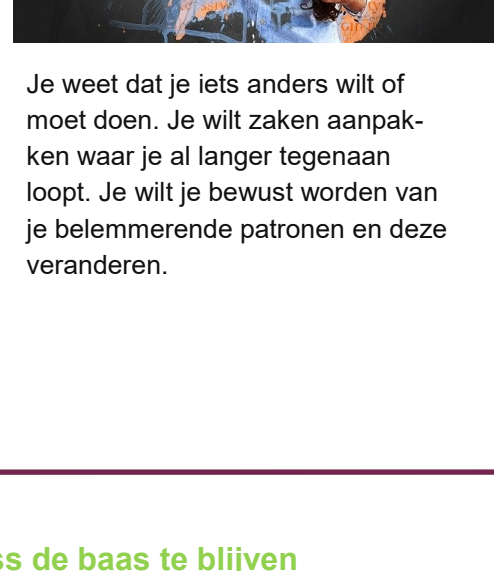 Je weet dat je iets anders wilt of
moet doen. Je wilt zaken aanpak-
ken waar je al langer tegenaan
loopt. Je wilt je bewust worden van
je belemmerende patronen en deze
veranderen.
de baas te blijven